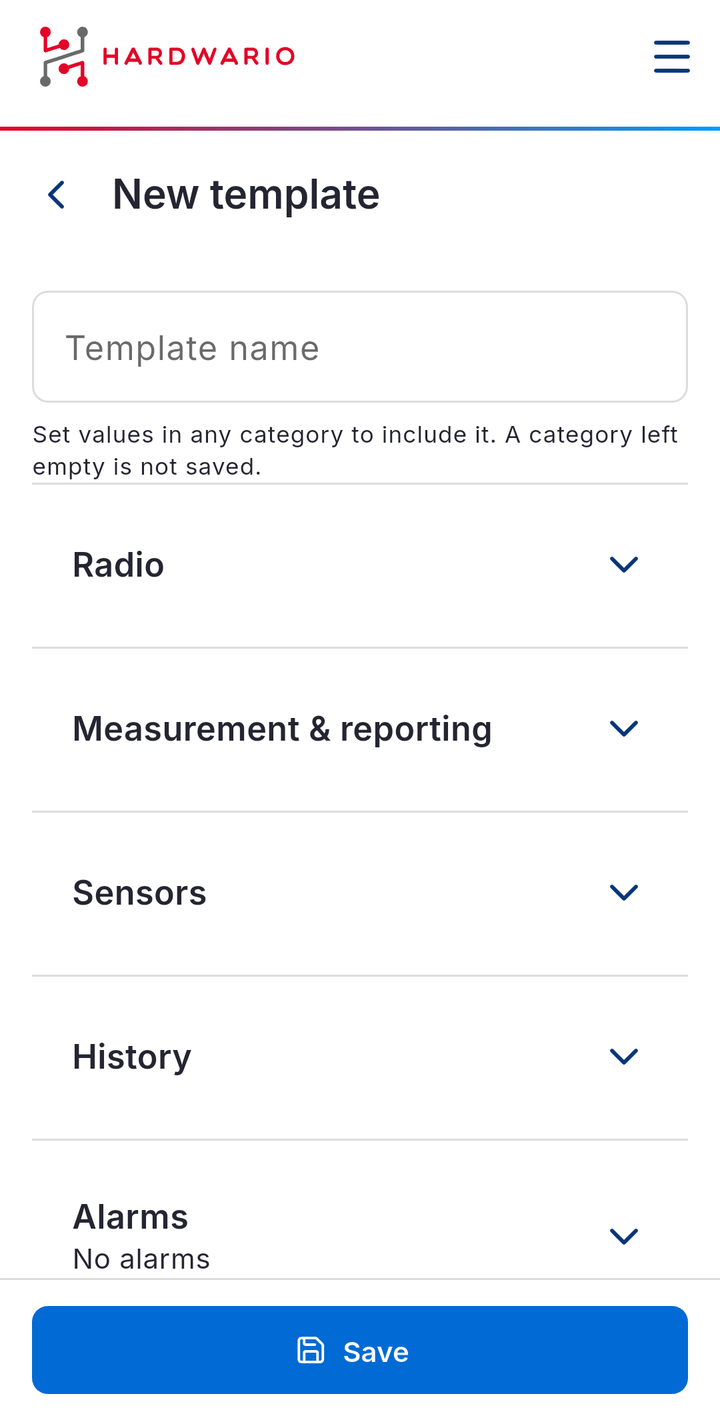 HARDWARIO
New template
Template name
Set values in any category to include it. A category left
empty is not saved.
Radio
Measurement & reporting
Sensors
History
Alarms
No alarms
Save